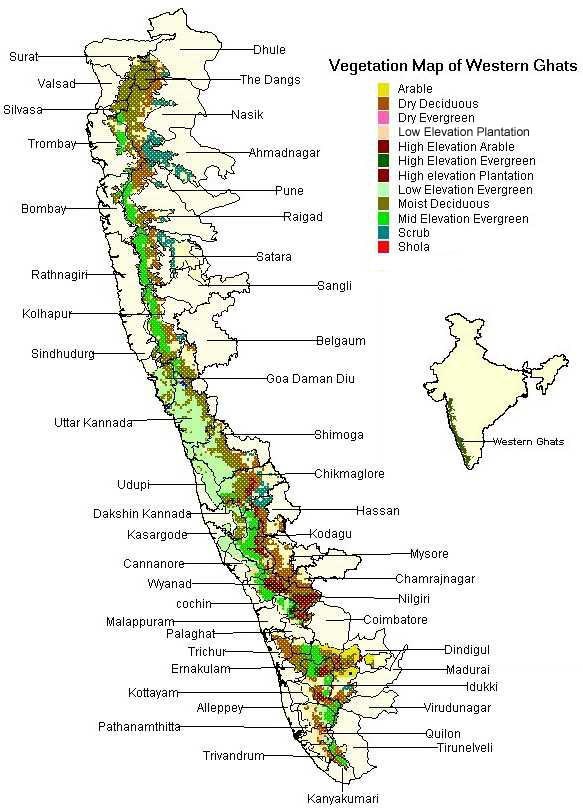 Vegetation Map of Western Ghats
Arable
Dry Deciduous
Dry Evergreen
Low Elevation Plantation
High Elevation Arable
High Elevation Evergreen
High elevation Plantation
Low Elevation Evergreen
Moist Deciduous
Mid Elevation Evergreen
Scrub
Shola
Surat
Dhule
Valsad
The Dangs
Silvasa
Nasik
Trombay
Ahmadnagar
Pune
Bombay
Raigad
Satara
Rathnagiri
Sangli
Kolhapur
Belgaum
Sindhudurg
Goa Daman Diu
Uttar Kannada
Shimoga
Western Ghats
Chikmaglore
Udupi
Hassan
Dakshin Kannada
Kasargode
Kodagu
Mysore
Cannanore
Chamrajnagar
Wyanad
Nilgiri
cochin
Malappuram
Coimbatore
Palaghat
Trichur
Dindigul
Ernakulam
Madurai
Idukki
Kottayam
Alleppey
Virudunagar
Pathanamthitta
Quilon
Tirunelveli
Trivandrum
Kanyakumari